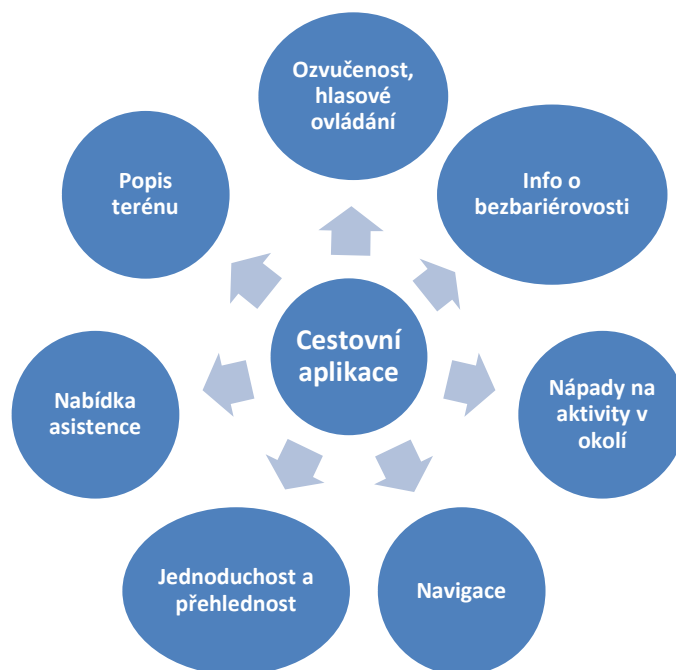 Ozvučenost,
hlasové
ovládání
Info o
bezbariérovosti
Nápady na
aktivity v
okolí
Navigace
Jednoduchost a
přehlednost
Nabídka
asistence
Popis
terénu
Cestovní
aplikace